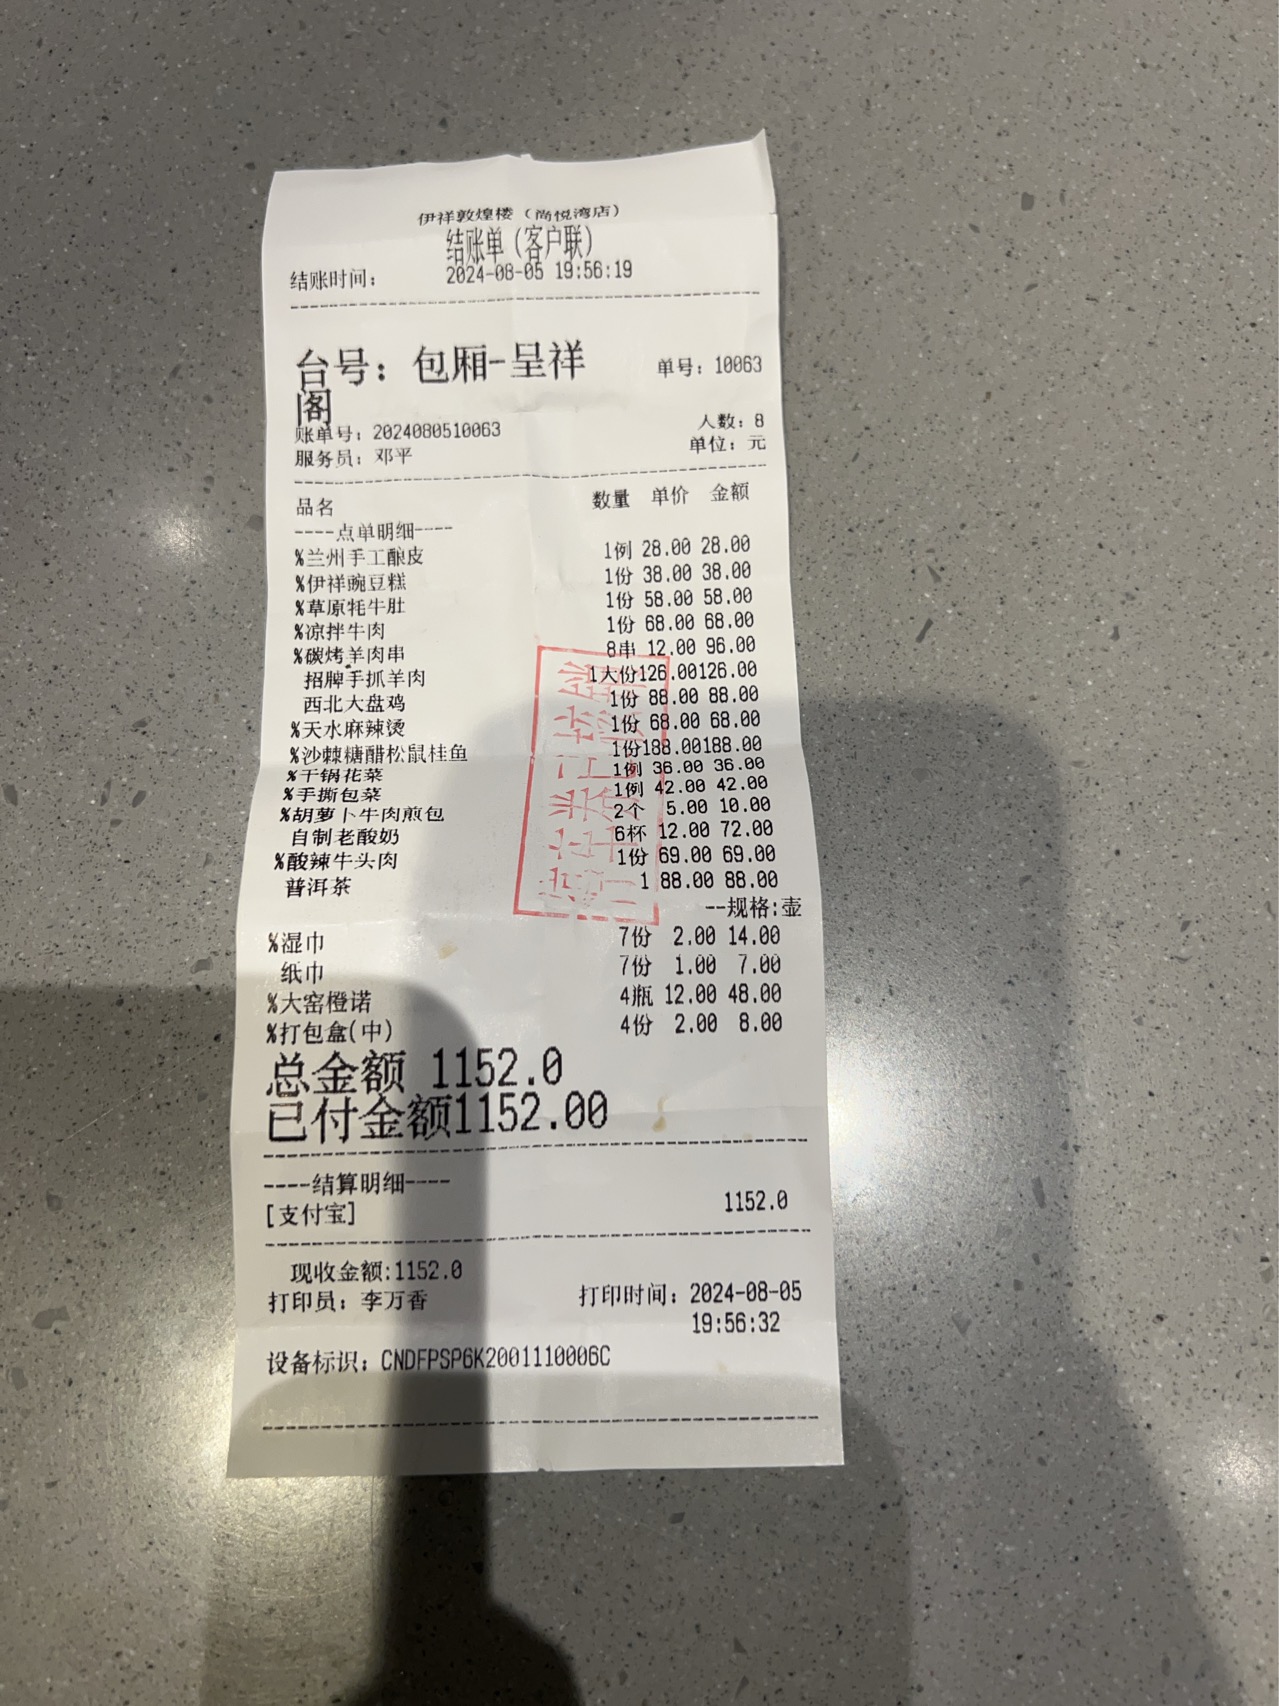 伊祥敦煌楼（尚悦湾店）
结账单（客户联）
结账时间： 2024-08-05 19:56:19
台号：包厢-呈祥 单号：10063
阁
账单号：2024080510063 人数：8
服务员：邓平 单位：元
品名 数量 单价 金额
----点单明细----
%兰州手工酿皮 1例 28.00 28.00
%伊祥豌豆糕 1份 38.00 38.00
%草原牦牛肚 1份 58.00 58.00
%凉拌牛肉 1份 68.00 68.00
%碳烤羊肉串 8串 12.00 96.00
招牌手抓羊肉 1大份126.00126.00
西北大盘鸡 1份 88.00 88.00
%天水麻辣烫 1份 68.00 68.00
%沙棘糖醋松鼠桂鱼 1份188.00188.00
%干锅花菜 1例 36.00 36.00
%手撕包菜 1例 42.00 42.00
%胡萝卜牛肉煎包 2个 5.00 10.00
自制老酸奶 6杯 12.00 72.00
%酸辣牛头肉 1份 69.00 69.00
普洱茶 1 88.00 88.00
--规格:壶
%湿巾 7份 2.00 14.00
纸巾 7份 1.00 7.00
%大窑橙诺 4瓶 12.00 48.00
%打包盒(中) 4份 2.00 8.00
总金额 1152.0
已付金额1152.00
----结算明细----
[支付宝] 1152.0
现收金额:1152.0
打印员：李万香 打印时间：2024-08-05
19:56:32
设备标识：CNDFPSP6K2001110006C